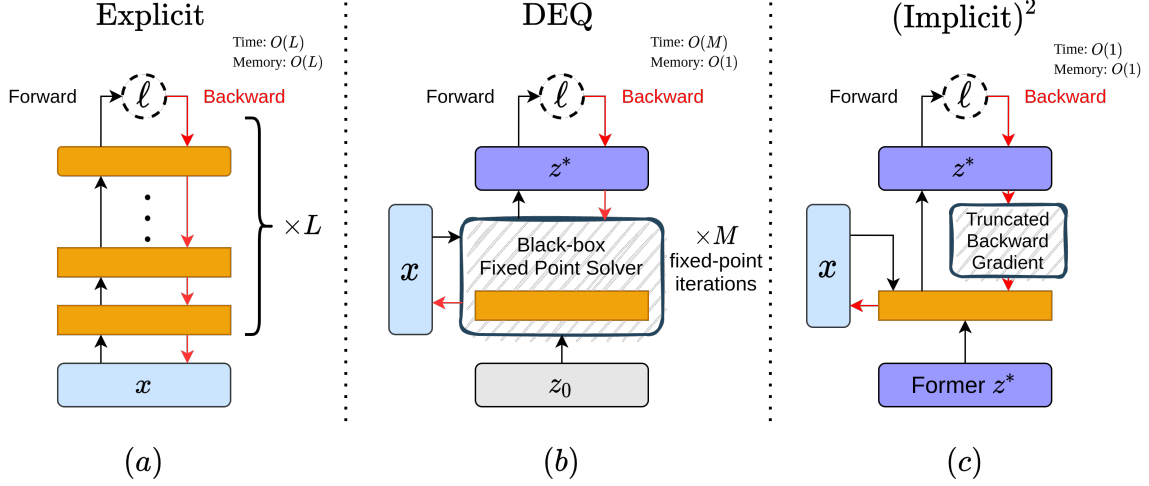 Explicit
Time: O(L)
Memory: O(L)
Forward
ℓ
Backward
×L
x
(a)
DEQ
Time: O(M)
Memory: O(1)
Forward
ℓ
Backward
z*
x
Black-box
Fixed Point Solver
×M
fixed-point
iterations
z₀
(b)
(Implicit)²
Time: O(1)
Memory: O(1)
Forward
ℓ
Backward
z*
x
Truncated
Backward
Gradient
Former z*
(c)